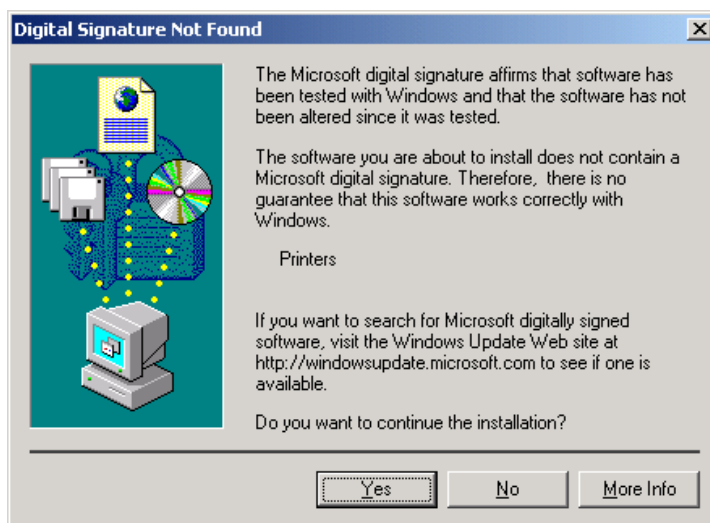 Digital Signature Not Found
The Microsoft digital signature affirms that software has
been tested with Windows and that the software has not
been altered since it was tested.
The software you are about to install does not contain a
Microsoft digital signature. Therefore, there is no
guarantee that this software works correctly with
Windows.
Printers
If you want to search for Microsoft digitally signed
software, visit the Windows Update Web site at
http://windowsupdate.microsoft.com to see if one is
available.
Do you want to continue the installation?
Yes
No
More Info